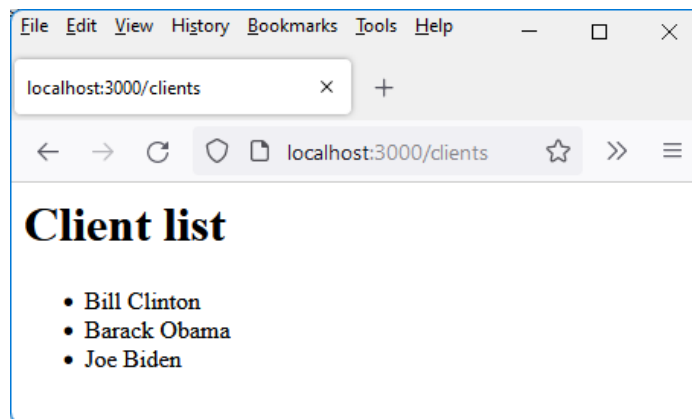 File Edit View History Bookmarks Tools Help
localhost:3000/clients
localhost:3000/clients
Client list
• Bill Clinton
• Barack Obama
• Joe Biden